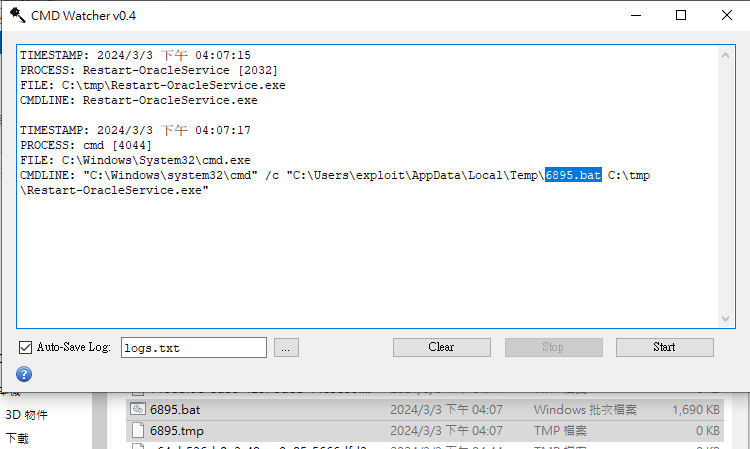 CMD Watcher v0.4
TIMESTAMP: 2024/3/3 下午 04:07:15
PROCESS: Restart-OracleService [2032]
FILE: C:\tmp\Restart-OracleService.exe
CMDLINE: Restart-OracleService.exe
TIMESTAMP: 2024/3/3 下午 04:07:17
PROCESS: cmd [4044]
FILE: C:\Windows\System32\cmd.exe
CMDLINE: "C:\Windows\system32\cmd" /c "C:\Users\exploit\AppData\Local\Temp\6895.bat C:\tmp
\Restart-OracleService.exe"
Auto-Save Log: logs.txt ... Clear Stop Start
?
3D 物件
6895.bat 2024/3/3 下午 04:07 Windows 批次檔案 1,690 KB
下載
6895.tmp 2024/3/3 下午 04:07 TMP 檔案 0 KB